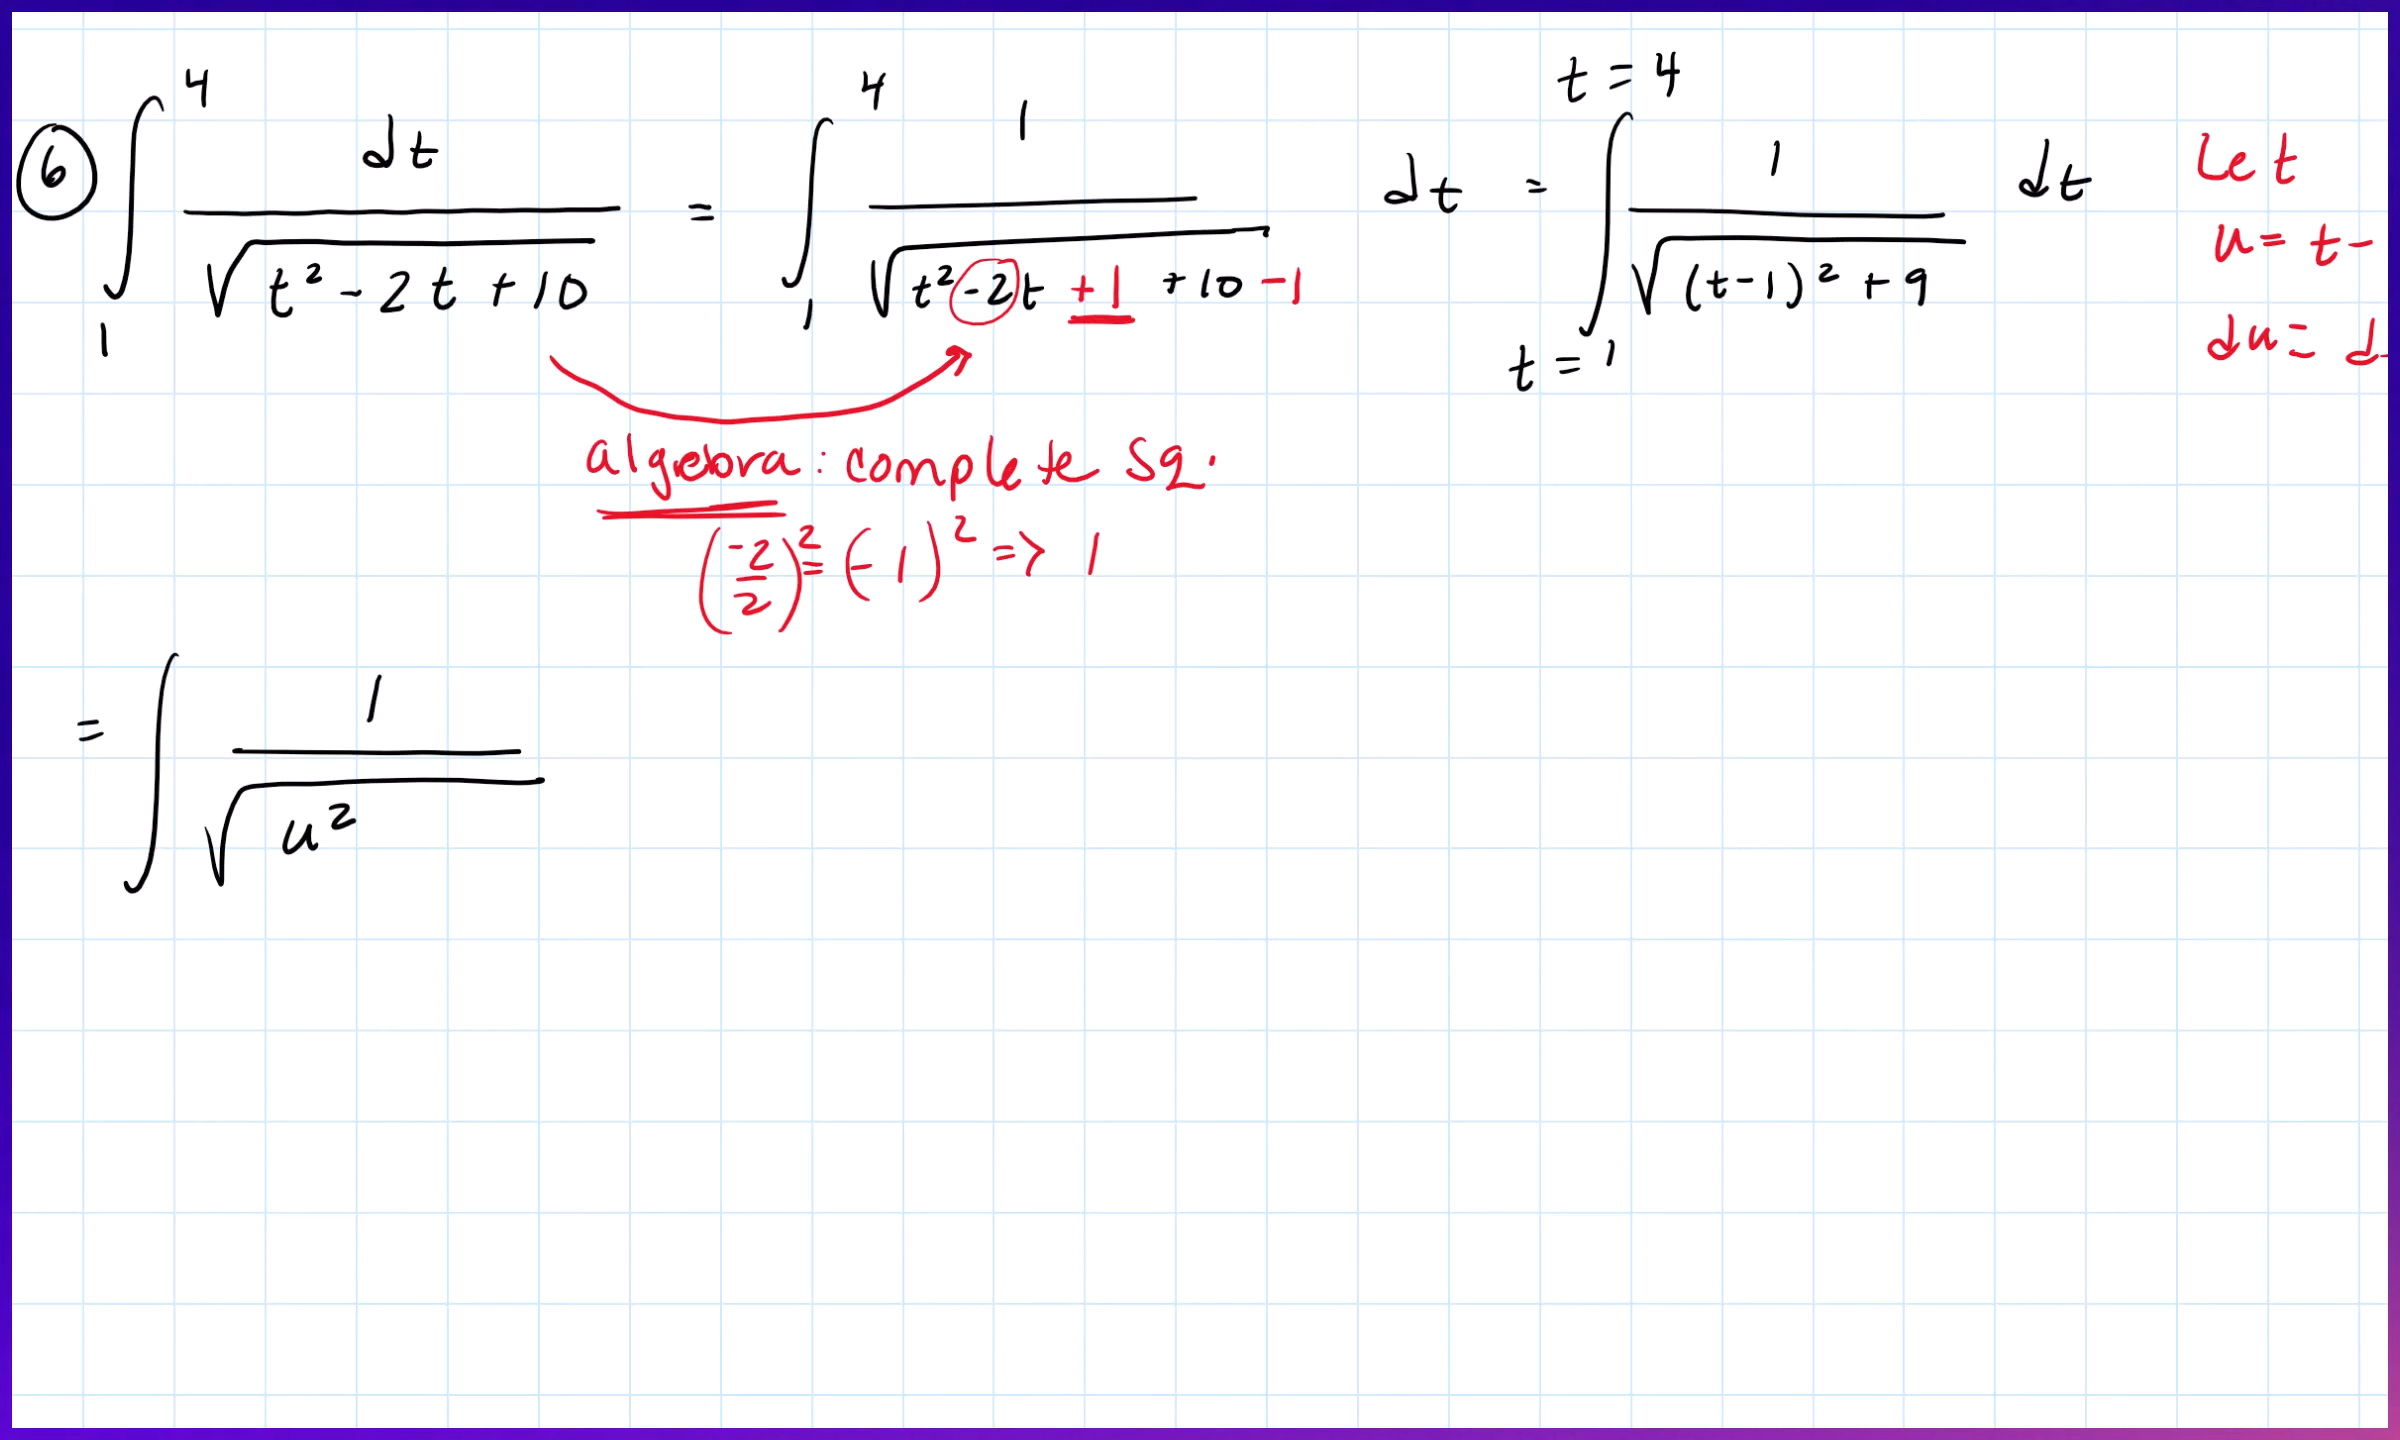 ⑥ ∫₁⁴ dt / √(t² - 2t + 10) = ∫₁⁴ 1 / √(t² - 2t + 1 + 10 - 1) dt = ∫_{t=1}^{t=4} 1 / √((t-1)² + 9) dt
Let
u = t -
du = d
algebra: complete sq.
(-2/2)² = (-1)² => 1
= ∫ 1 / √(u²